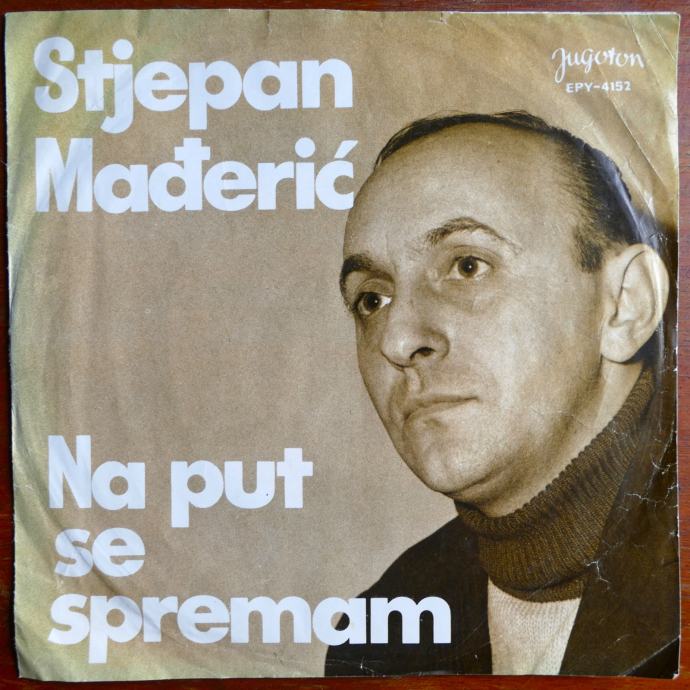 Stjepan
Mađerić
Jugoton
EPY-4152
Na put
se
spremam